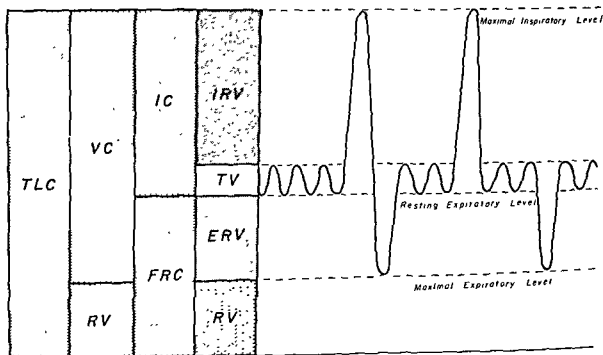 Maximal Inspiratory Level
IC
IRV
VC
TLC
TV
Resting Expiratory Level
ERV
FRC
Maximal Expiratory Level
RV
RV